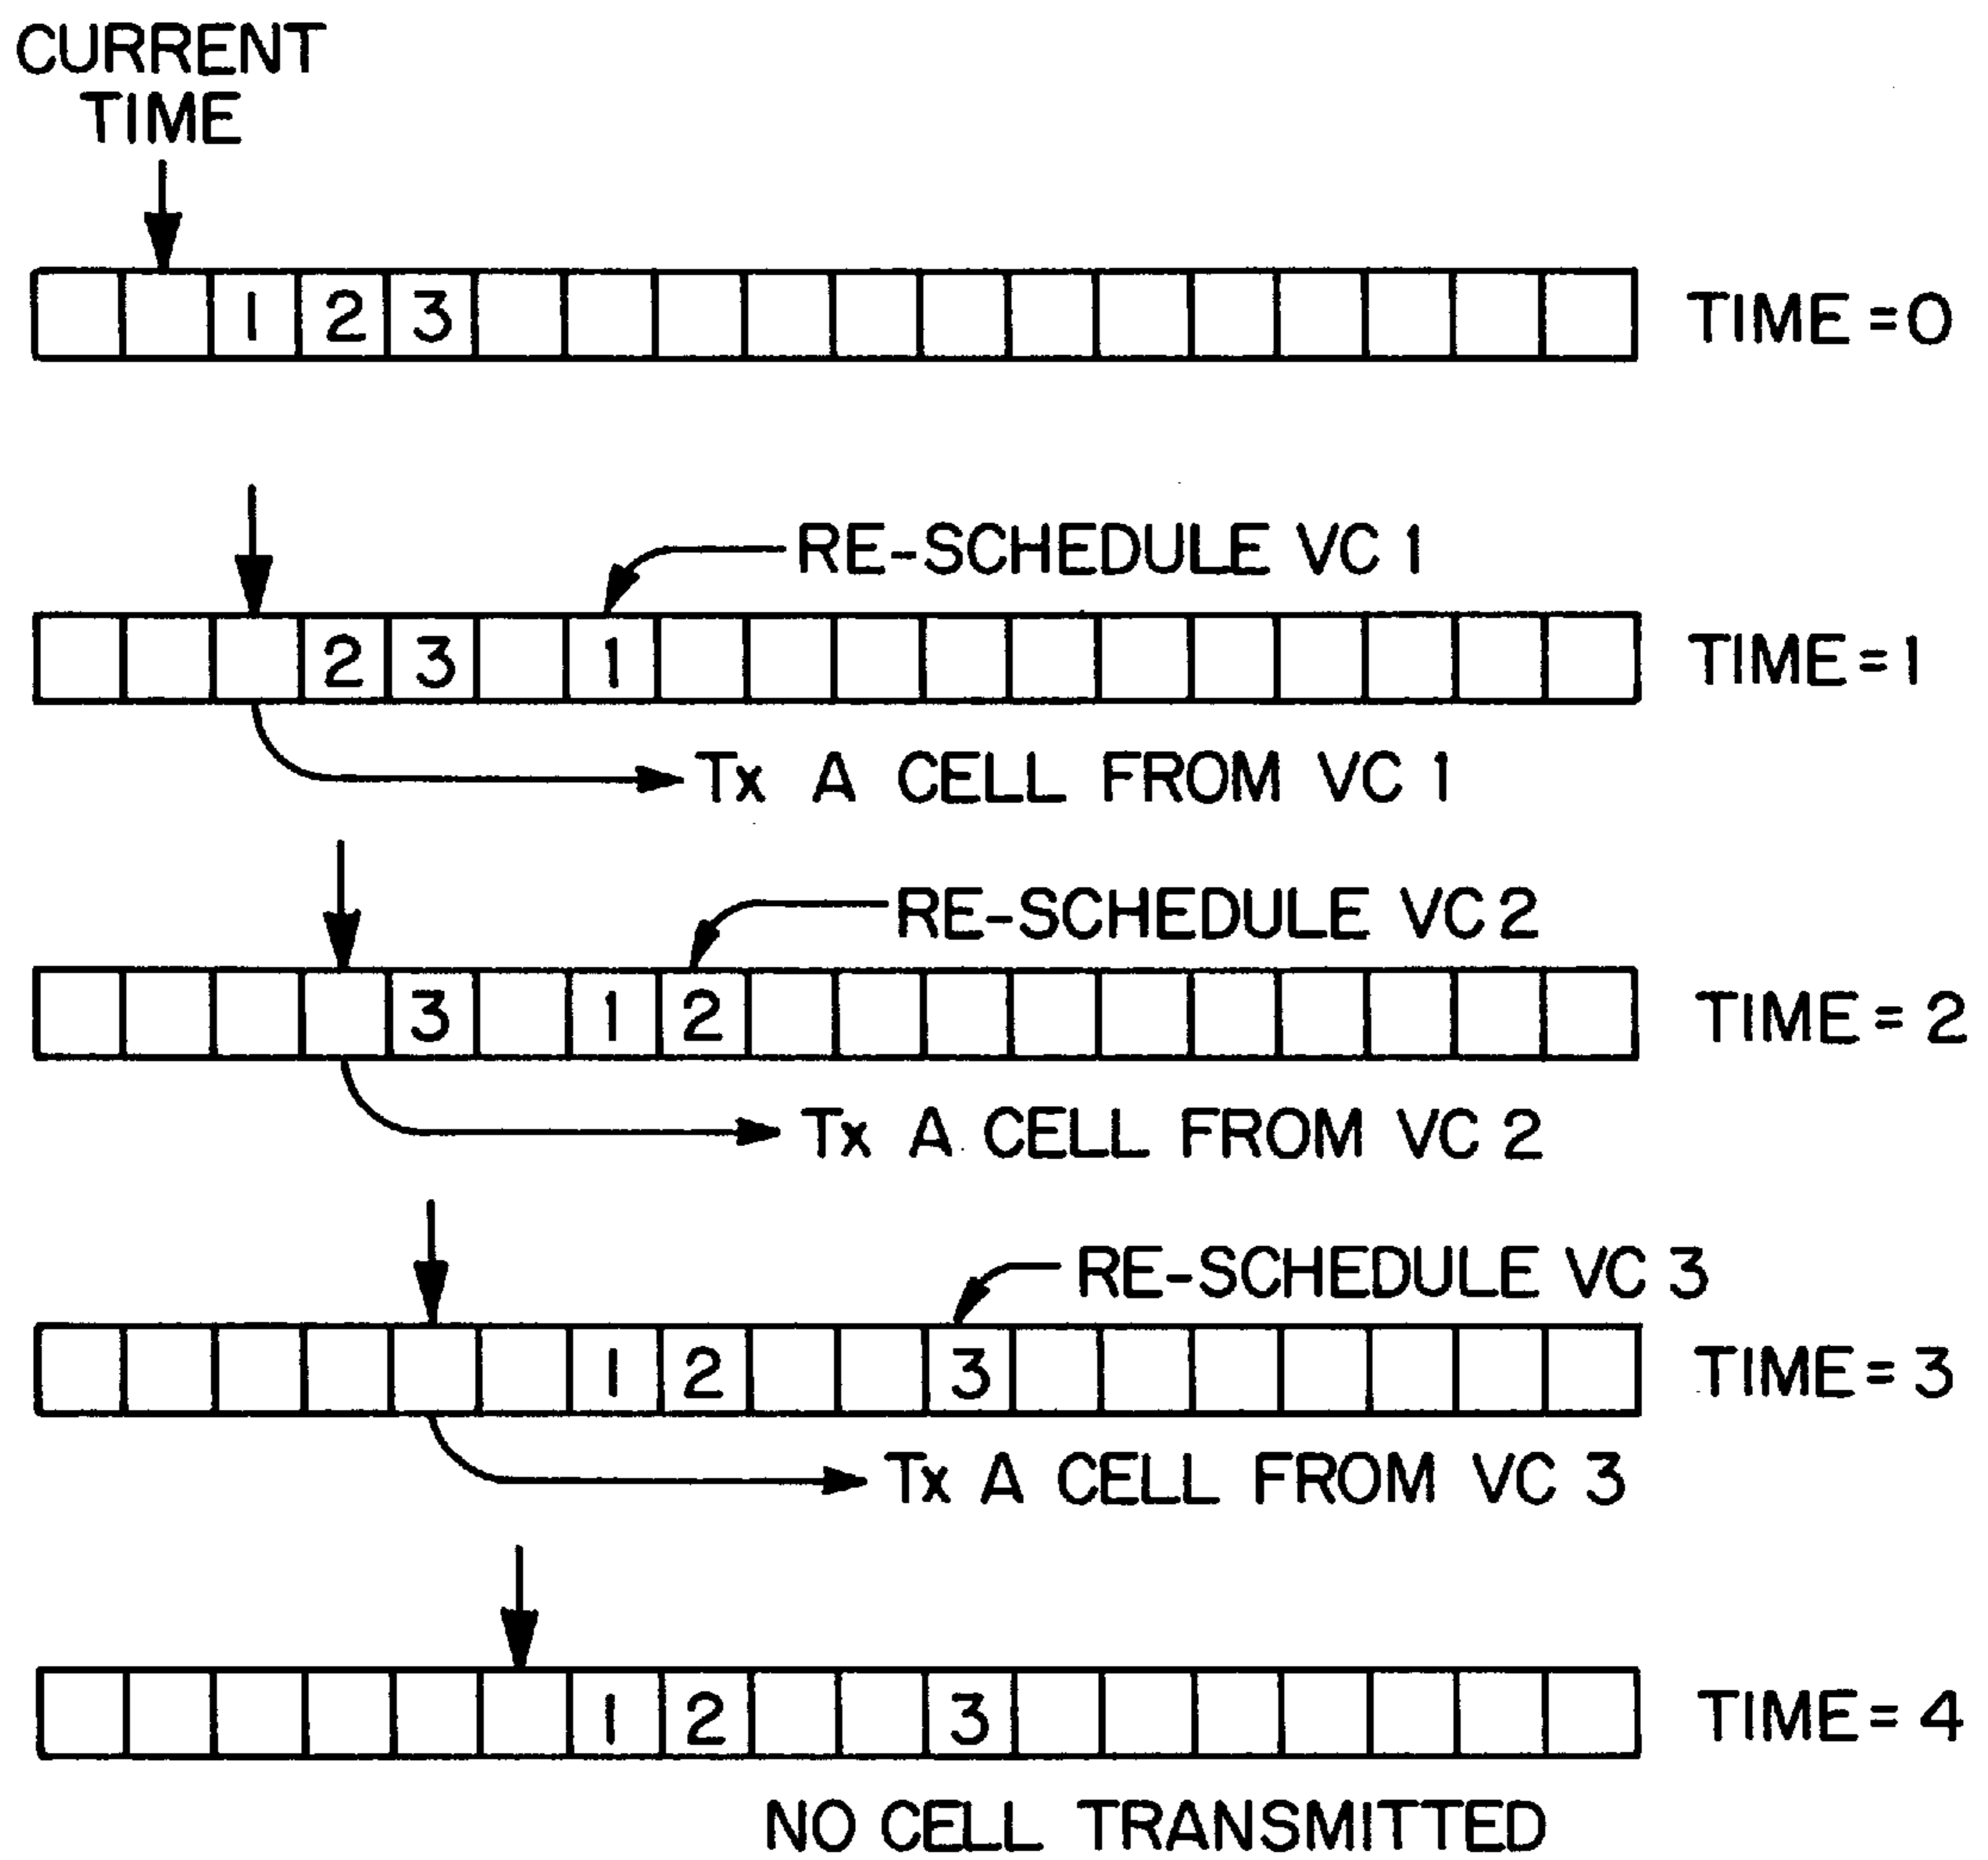 CURRENT
TIME
1 2 3 TIME=0
RE-SCHEDULE VC 1
2 3 1 TIME=1
Tx A CELL FROM VC 1
RE-SCHEDULE VC 2
3 1 2 TIME=2
Tx A CELL FROM VC 2
RE-SCHEDULE VC 3
1 2 3 TIME=3
Tx A CELL FROM VC 3
1 2 3 TIME=4
NO CELL TRANSMITTED